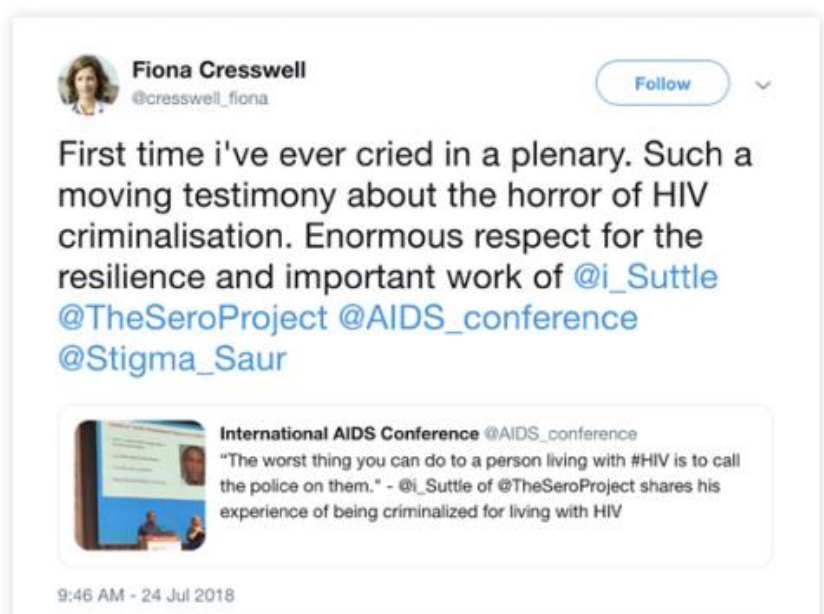 Fiona Cresswell
@cresswell_fiona
Follow
First time i've ever cried in a plenary. Such a
moving testimony about the horror of HIV
criminalisation. Enormous respect for the
resilience and important work of @i_Suttle
@TheSeroProject @AIDS_conference
@Stigma_Saur
International AIDS Conference @AIDS_conference
"The worst thing you can do to a person living with #HIV is to call
the police on them." - @i_Suttle of @TheSeroProject shares his
experience of being criminalized for living with HIV
9:46 AM - 24 Jul 2018